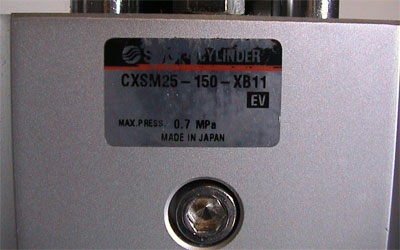 CYLINDER
CXSM25-150-XB11
EV
MAX.PRESS. 0.7 MPa
MADE IN JAPAN